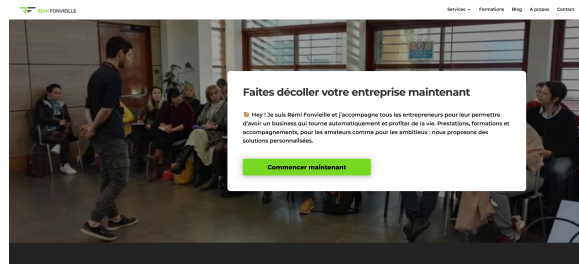 RÉMI FONVIEILLE
Services
Formations
Blog
A propos
Contact
Faites décoller votre entreprise maintenant
👋 Hey ! Je suis Rémi Fonvieille et j'accompagne tous les entrepreneurs pour leur permettre
d'avoir un business qui tourne automatiquement et profiter de la vie. Prestations, formations et
accompagnements, pour les amateurs comme pour les ambitieux : nous proposons des
solutions personnalisées.
Commencer maintenant